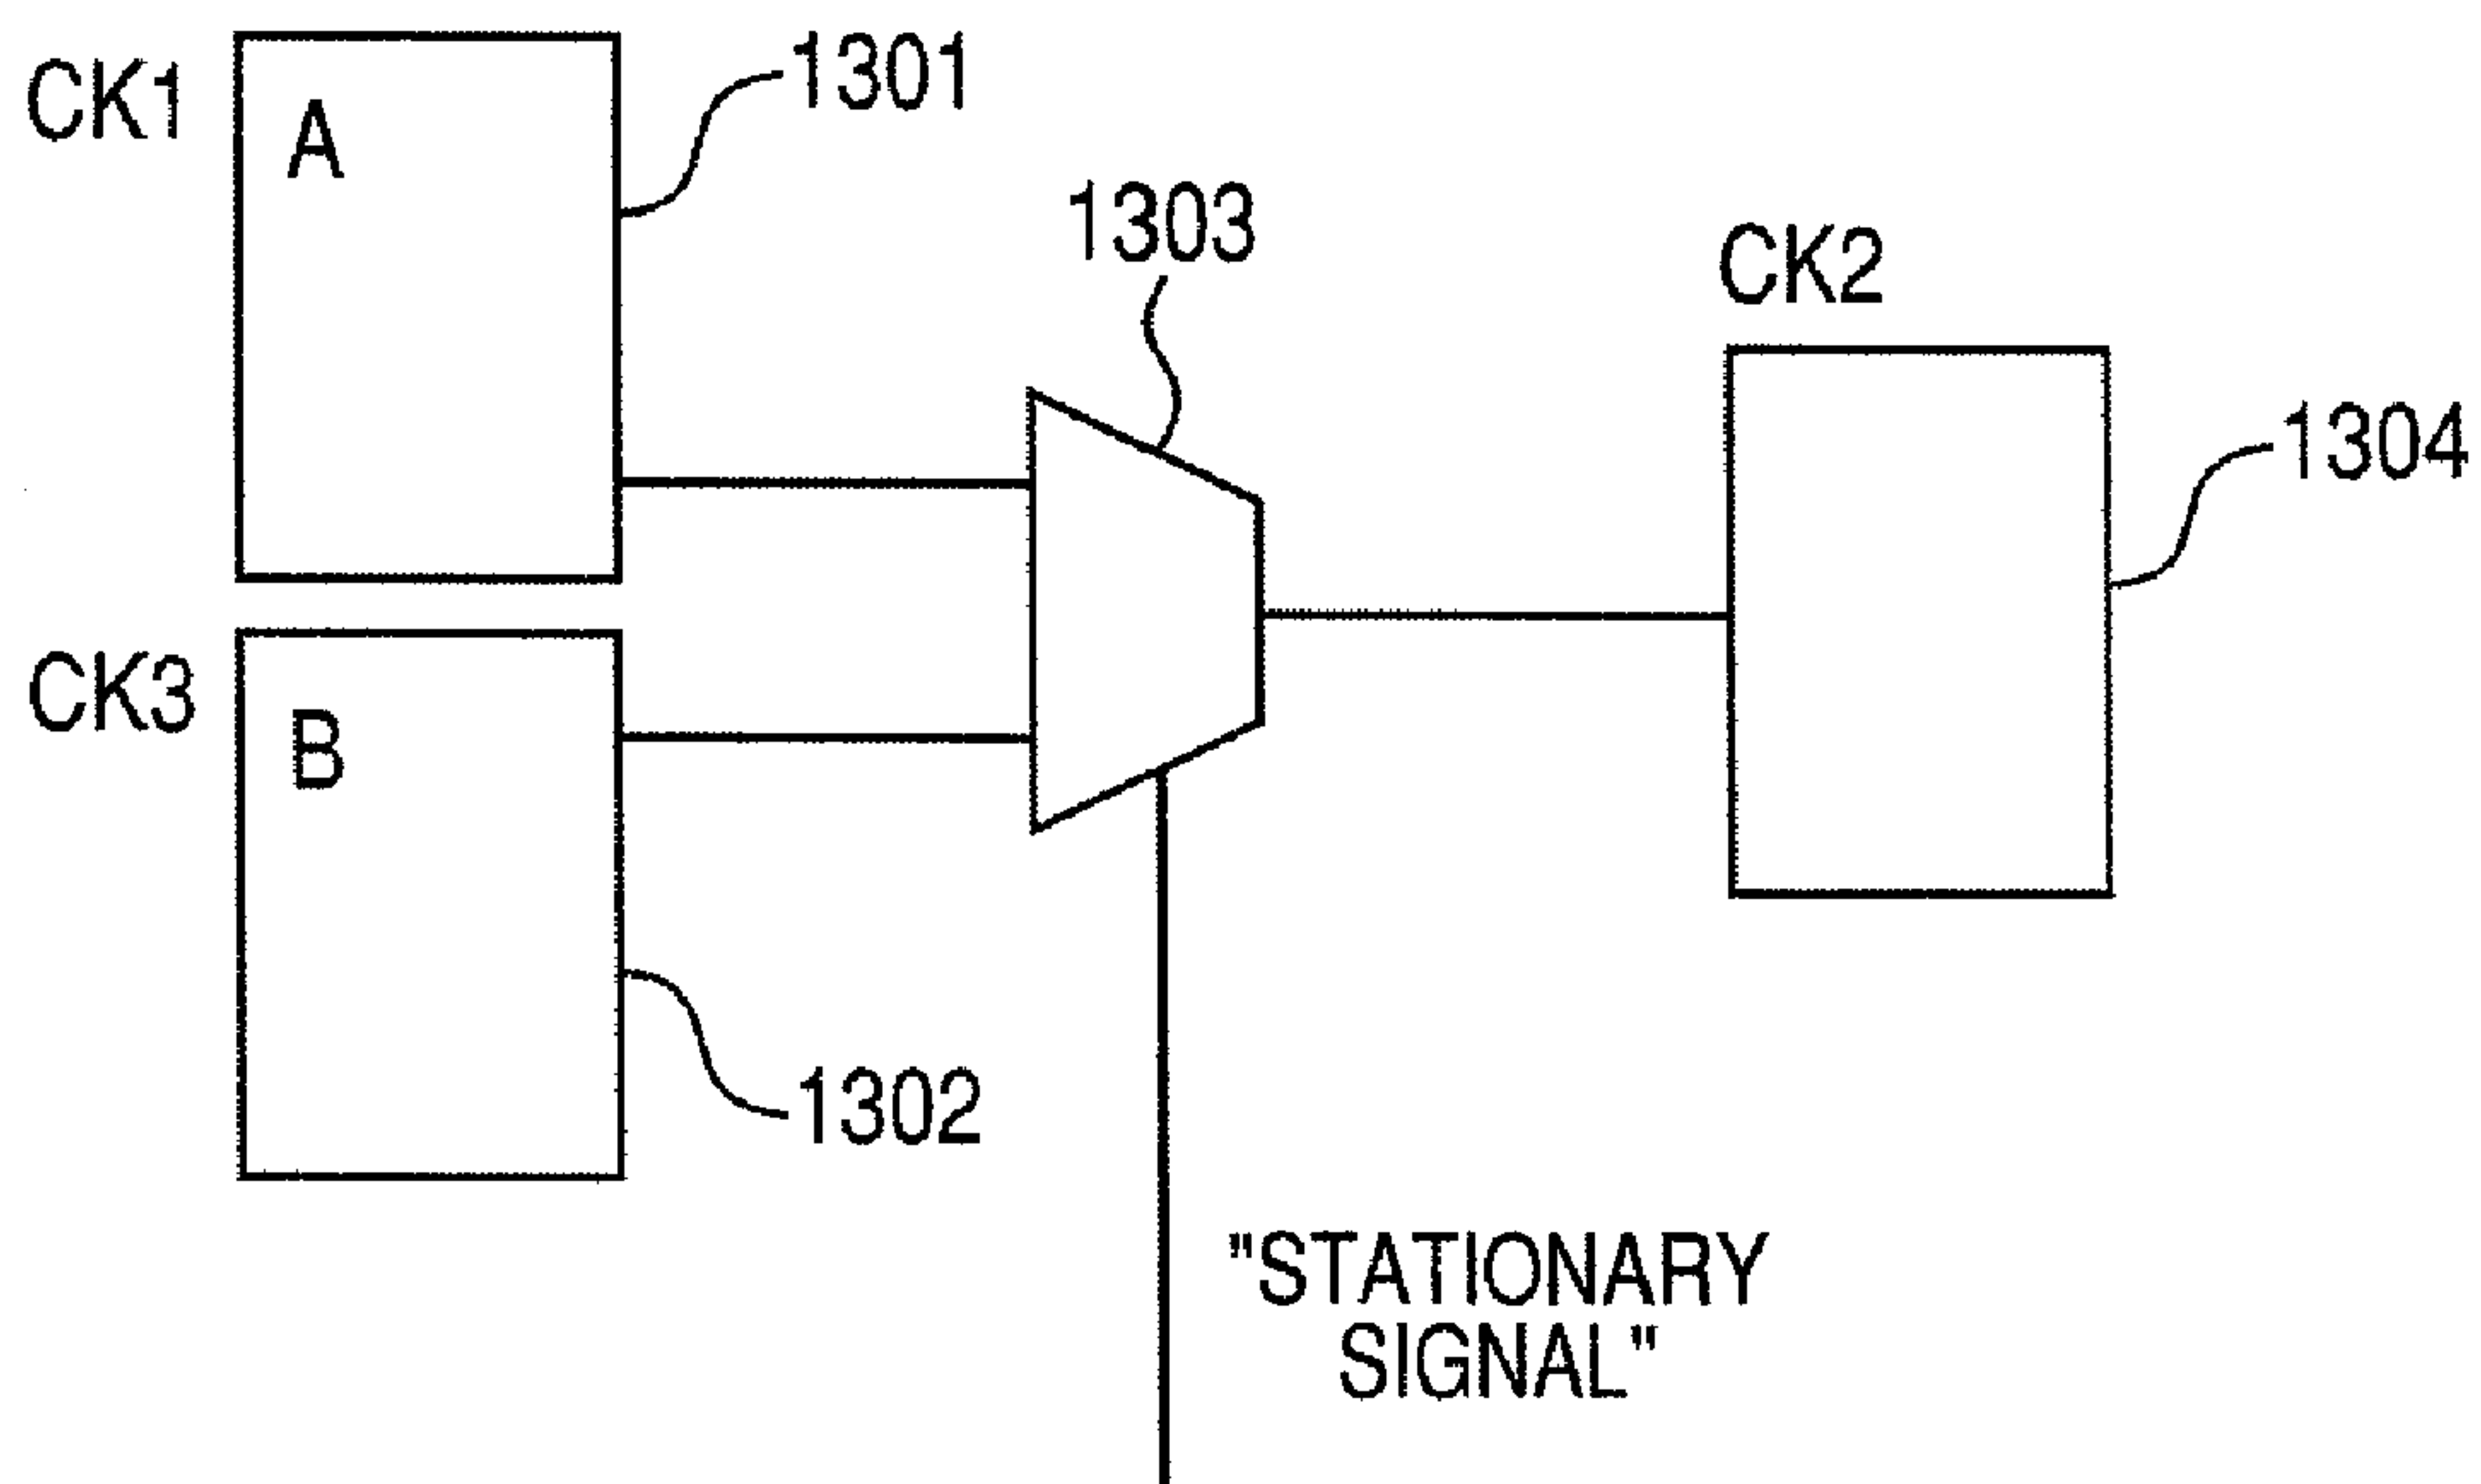 CK1
A
1301
1303
CK2
1304
CK3
B
1302
"STATIONARY
SIGNAL"